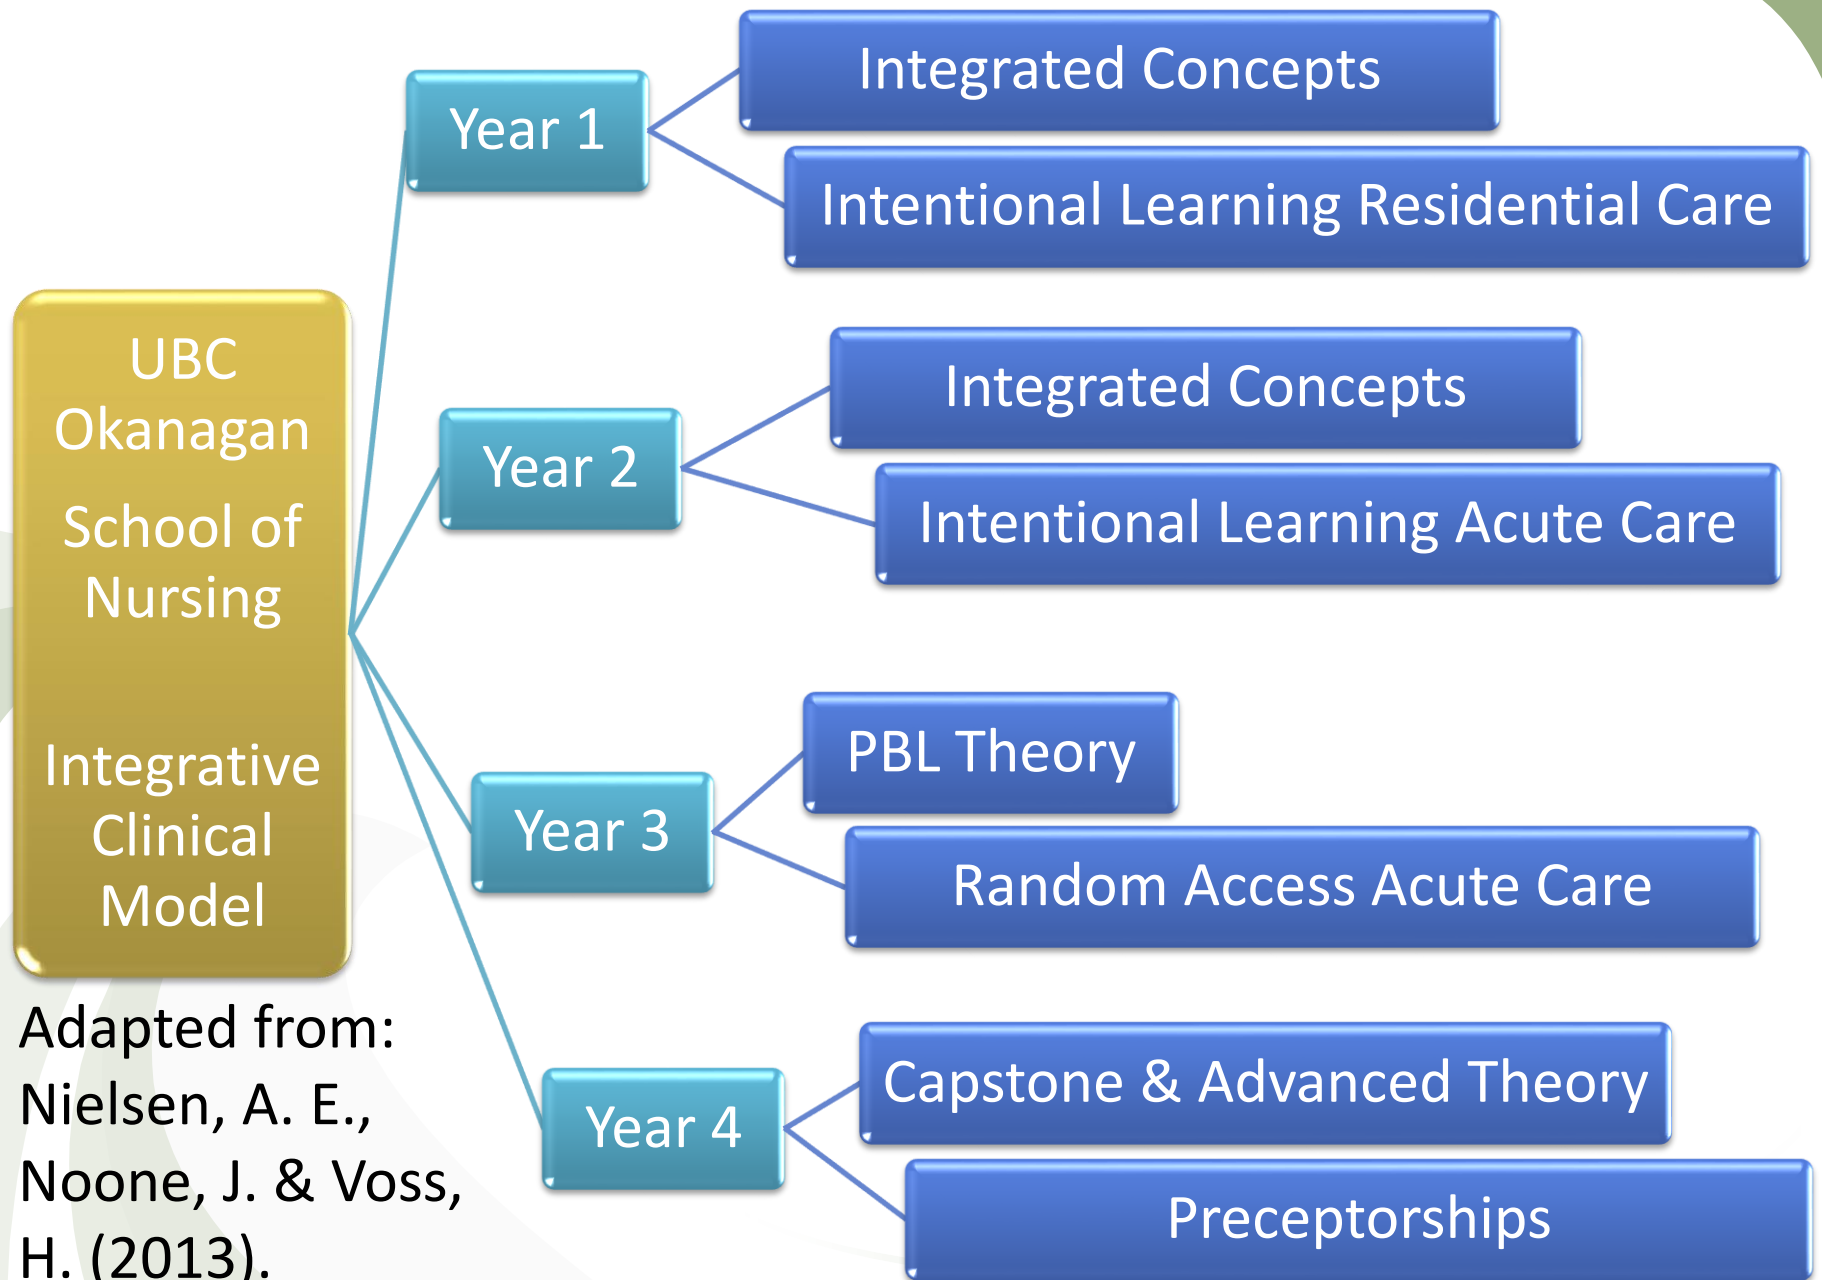 UBC
Okanagan
School of
Nursing
Integrative
Clinical
Model
Year 1
Integrated Concepts
Intentional Learning Residential Care
Year 2
Integrated Concepts
Intentional Learning Acute Care
Year 3
PBL Theory
Random Access Acute Care
Year 4
Capstone & Advanced Theory
Preceptorships
Adapted from:
Nielsen, A. E.,
Noone, J. & Voss,
H. (2013).